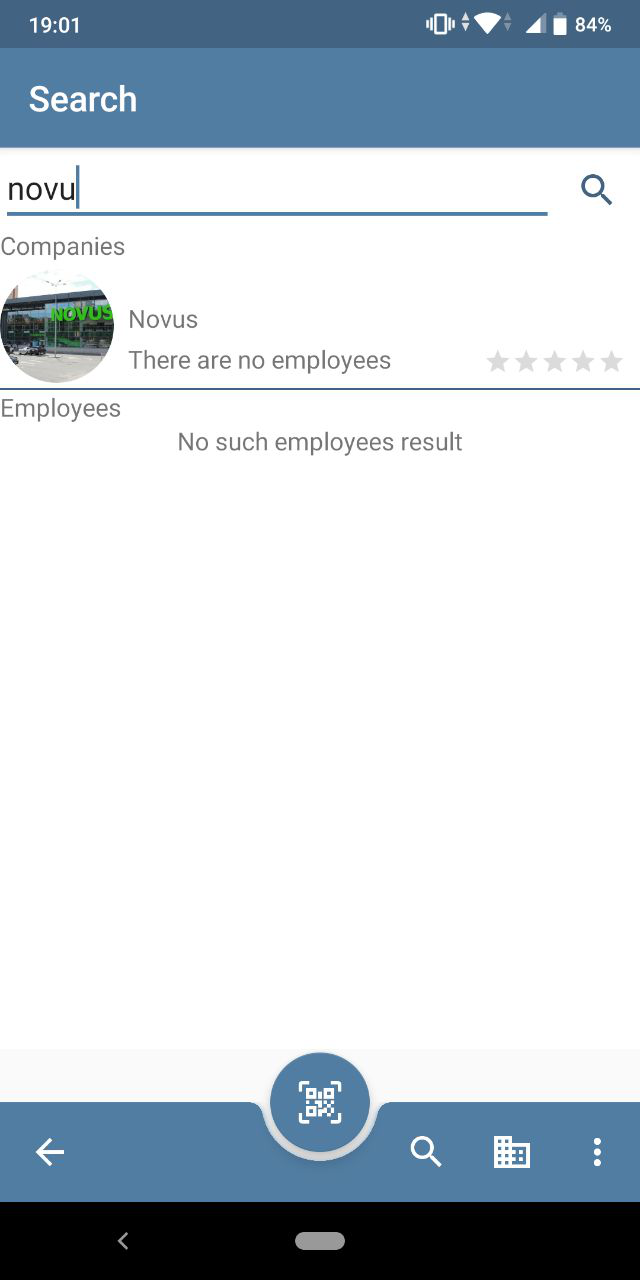 19:01 84%
Search
novu
Companies
NOVUS
Novus
There are no employees
Employees
No such employees result